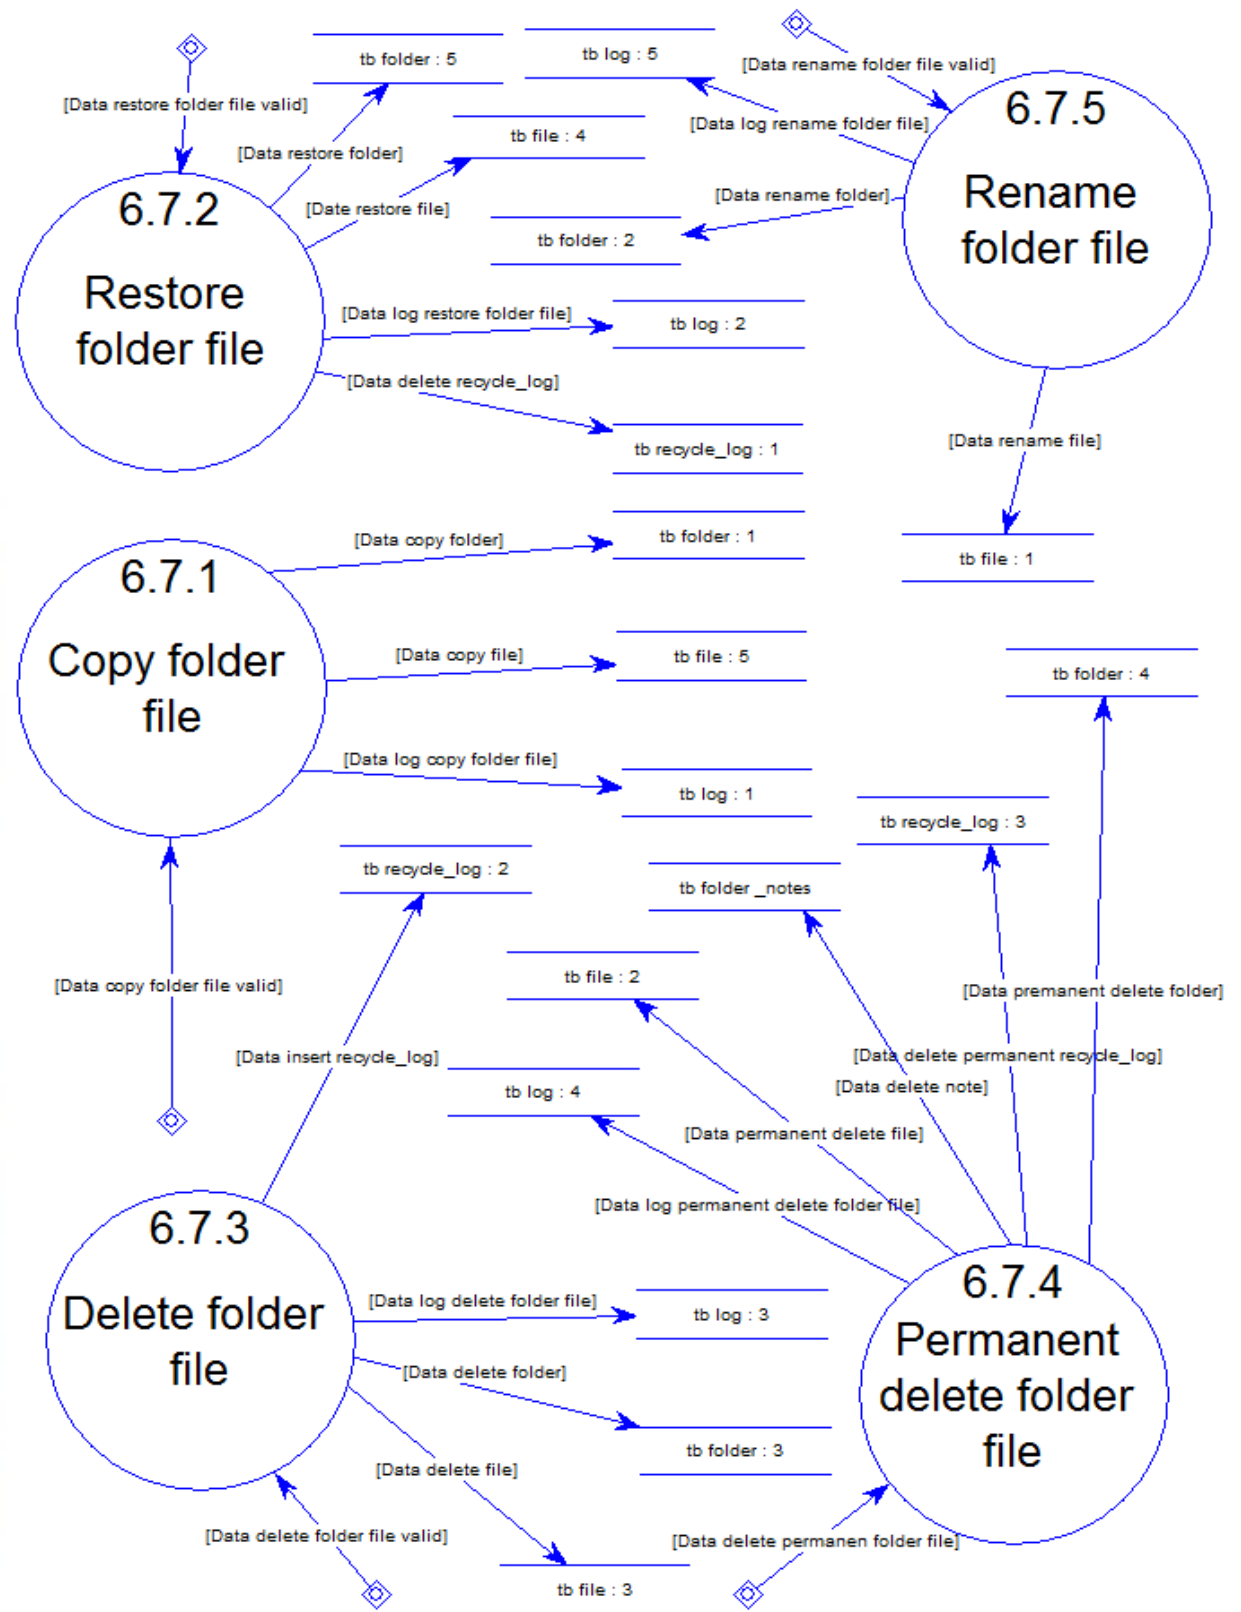 tb folder : 5
tb log : 5
[Data rename folder file valid]
[Data restore folder file valid]
6.7.5
Rename
folder file
[Data log rename folder file]
tb file : 4
[Data restore folder]
[Data rename folder]
[Date restore file]
6.7.2
Restore
folder file
tb folder : 2
[Data log restore folder file]
tb log : 2
[Data delete recycle_log]
tb recycle_log : 1
[Data rename file]
tb folder : 1
[Data copy folder]
tb file : 1
6.7.1
Copy folder
file
[Data copy file]
tb file : 5
tb folder : 4
[Data log copy folder file]
tb log : 1
tb recycle_log : 3
tb recycle_log : 2
tb folder _notes
tb file : 2
[Data copy folder file valid]
[Data premanent delete folder]
[Data insert recycle_log]
[Data delete permanent recycle_log]
[Data delete note]
tb log : 4
[Data permanent delete file]
[Data log permanent delete folder file]
6.7.3
Delete folder
file
6.7.4
Permanent
delete folder
file
[Data log delete folder file]
tb log : 3
[Data delete folder]
tb folder : 3
[Data delete file]
[Data delete folder file valid]
[Data delete permanen folder file]
tb file : 3